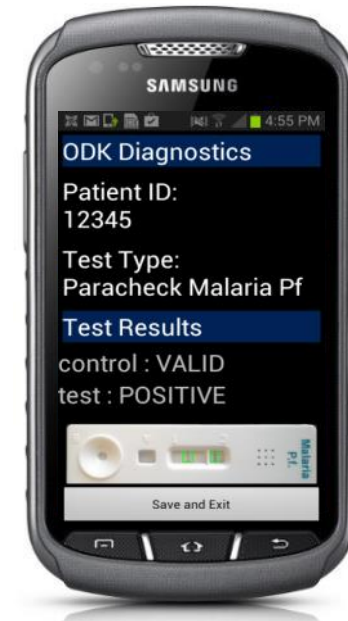 SAMSUNG
4:55 PM
ODK Diagnostics
Patient ID:
12345
Test Type:
Paracheck Malaria Pf
Test Results
control : VALID
test : POSITIVE
Malaria
P.f.
Save and Exit